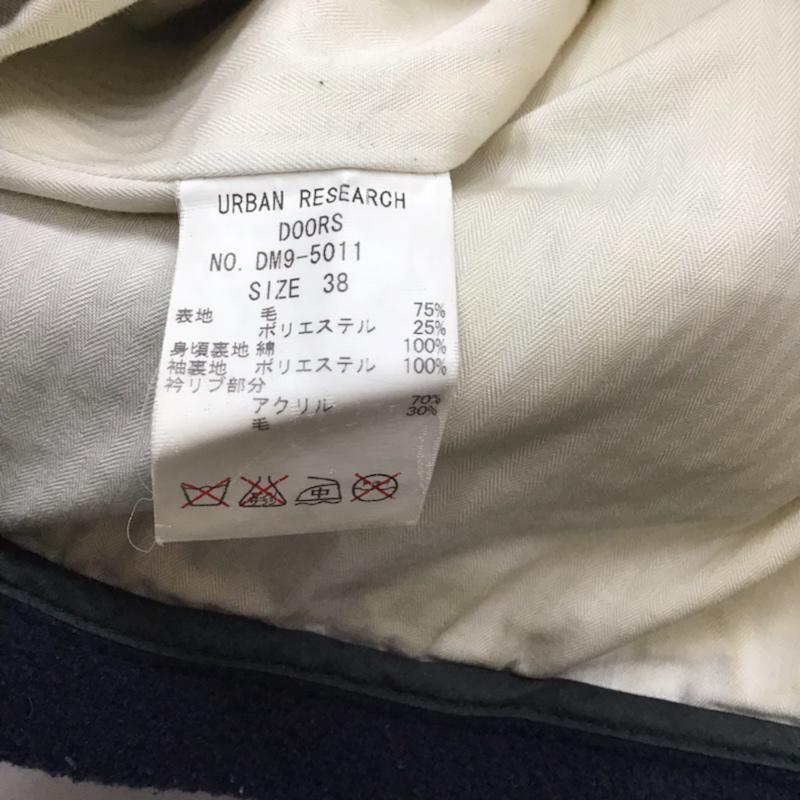 URBAN RESEARCH
DOORS
NO. DM9-5011
SIZE 38
表地 毛 75%
ポリエステル 25%
身頃裏地 綿 100%
袖裏地 ポリエステル 100%
衿リブ部分
アクリル 70%
毛 30%
中